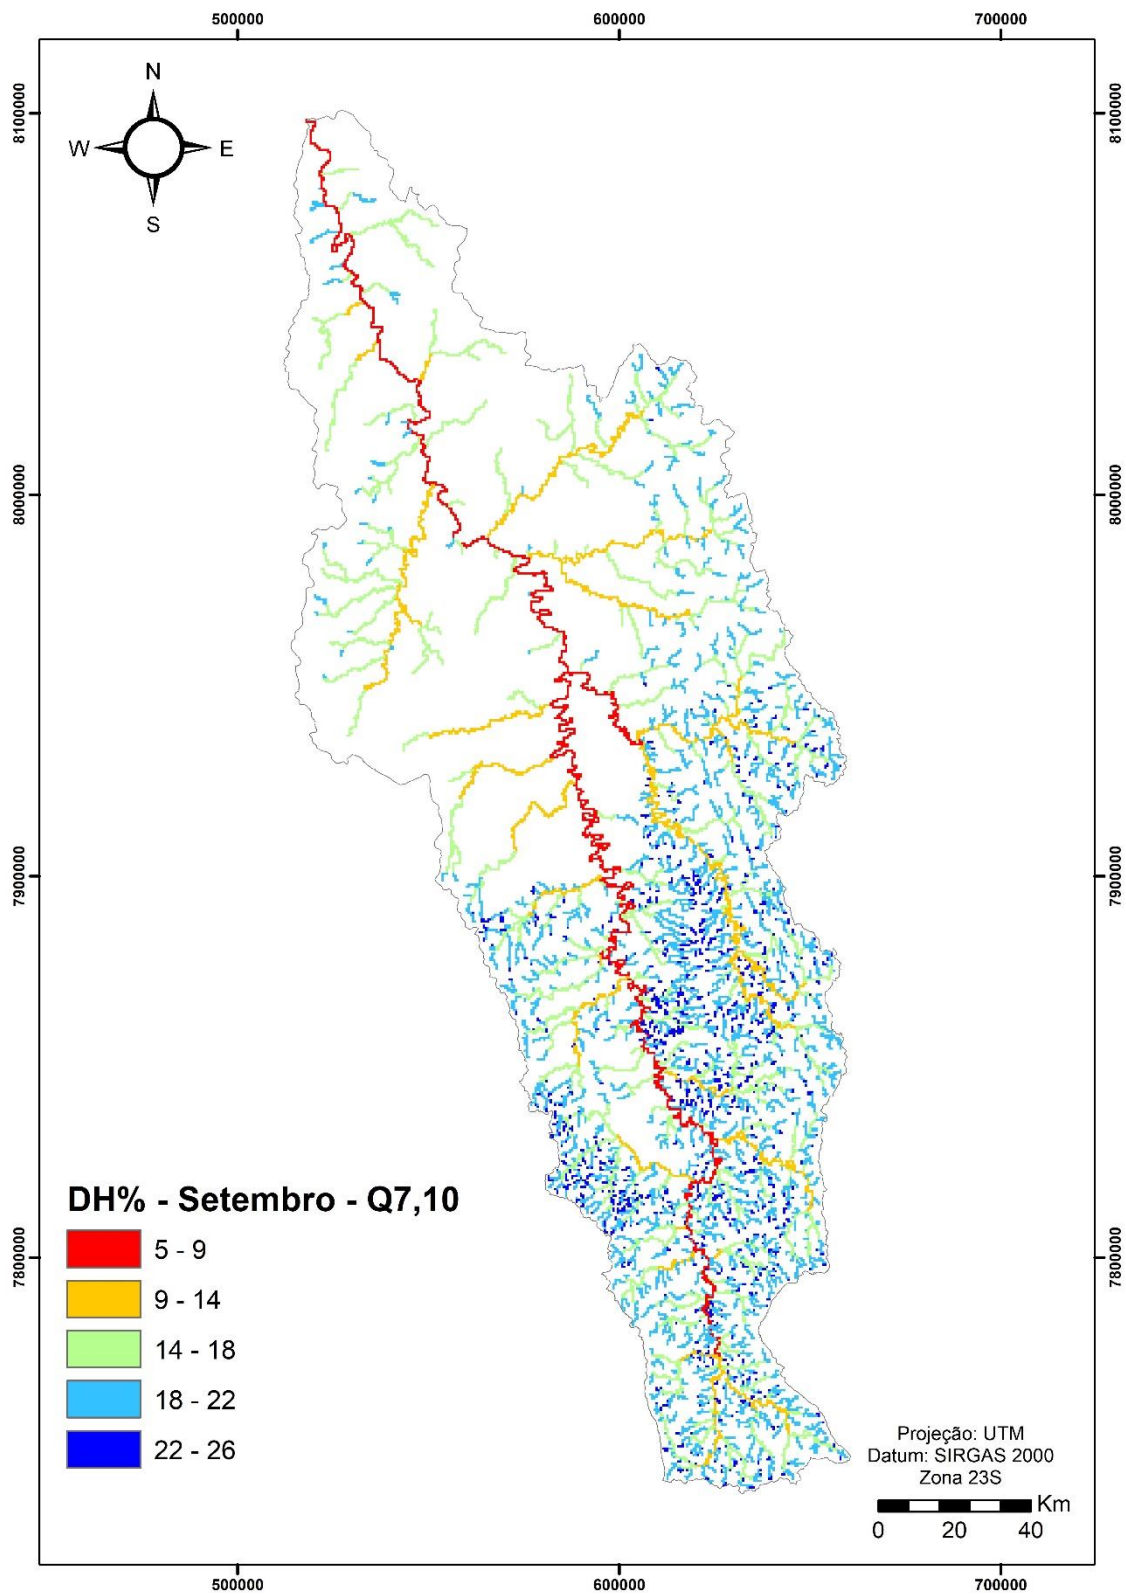 500000
600000
700000
8100000
8100000
N
W
E
S
8000000
8000000
7900000
7900000
7800000
7800000
DH% - Setembro - Q7,10
5 - 9
9 - 14
14 - 18
18 - 22
22 - 26
Projeção: UTM
Datum: SIRGAS 2000
Zona 23S
Km
0 20 40
500000
600000
700000